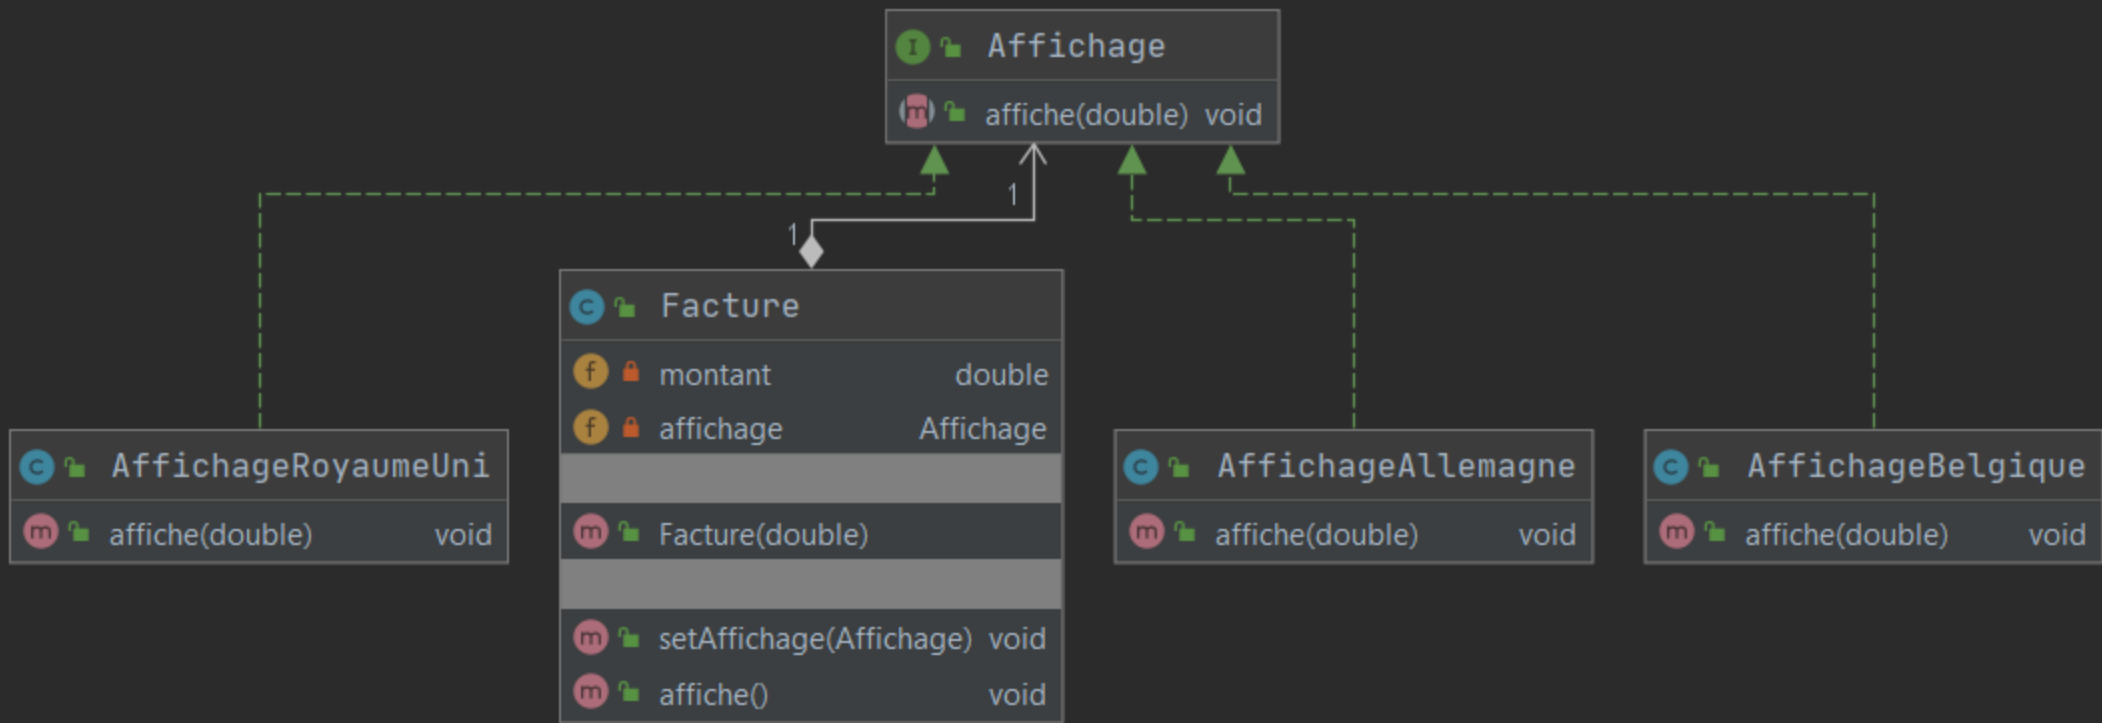 Affichage
affiche(double) void
1
1
Facture
montant double
affichage Affichage
Facture(double)
setAffichage(Affichage) void
affiche() void
AffichageRoyaumeUni
affiche(double) void
AffichageAllemagne
affiche(double) void
AffichageBelgique
affiche(double) void